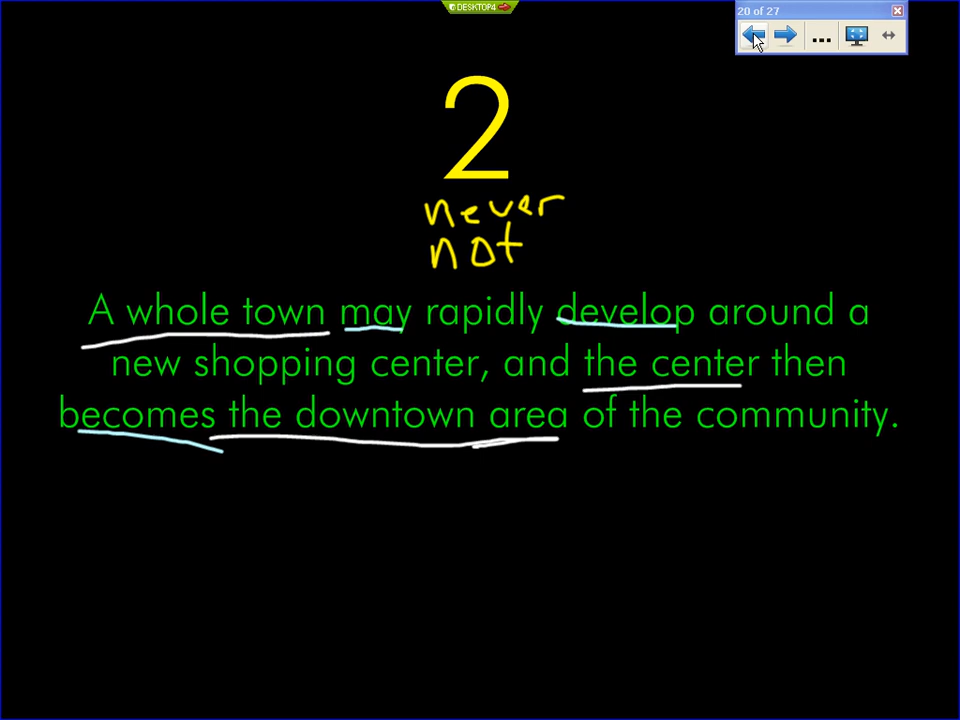 DESKTOP4
20 of 27
...
2
never
not
A whole town may rapidly develop around a
new shopping center, and the center then
becomes the downtown area of the community.